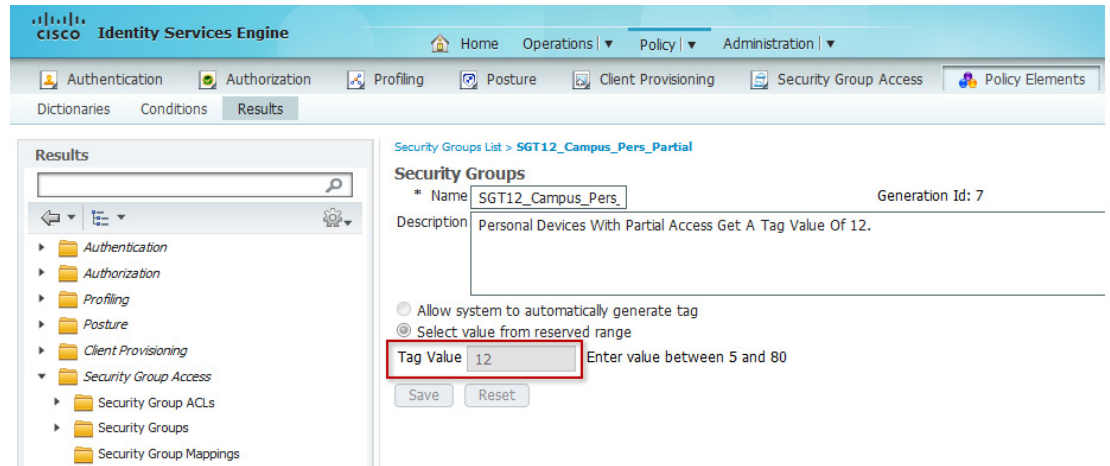 CISCO Identity Services Engine
Home Operations Policy Administration
Authentication Authorization Profiling Posture Client Provisioning Security Group Access Policy Elements
Dictionaries Conditions Results
Results
Authentication
Authorization
Profiling
Posture
Client Provisioning
Security Group Access
Security Group ACLs
Security Groups
Security Group Mappings
Security Groups List > SGT12_Campus_Pers_Partial
Security Groups
* Name SGT12_Campus_Pers_ Generation Id: 7
Description Personal Devices With Partial Access Get A Tag Value Of 12.
Allow system to automatically generate tag
Select value from reserved range
Tag Value 12 Enter value between 5 and 80
Save Reset